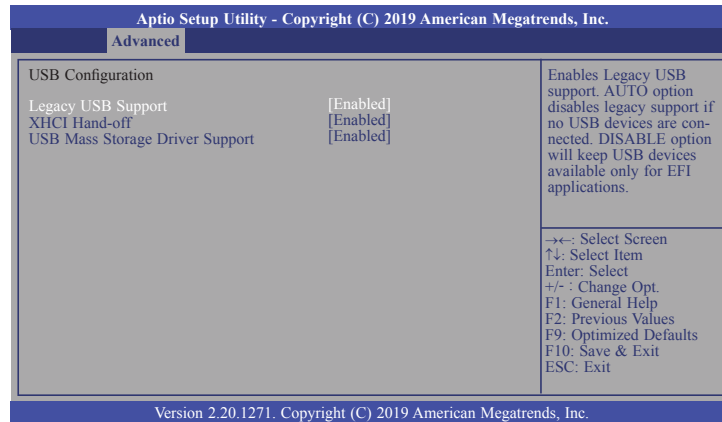 Aptio Setup Utility - Copyright (C) 2019 American Megatrends, Inc.
Advanced
USB Configuration
Legacy USB Support [Enabled]
XHCI Hand-off [Enabled]
USB Mass Storage Driver Support [Enabled]
Enables Legacy USB
support. AUTO option
disables legacy support if
no USB devices are con-
nected. DISABLE option
will keep USB devices
available only for EFI
applications.
→←: Select Screen
↑↓: Select Item
Enter: Select
+/- : Change Opt.
F1: General Help
F2: Previous Values
F9: Optimized Defaults
F10: Save & Exit
ESC: Exit
Version 2.20.1271. Copyright (C) 2019 American Megatrends, Inc.